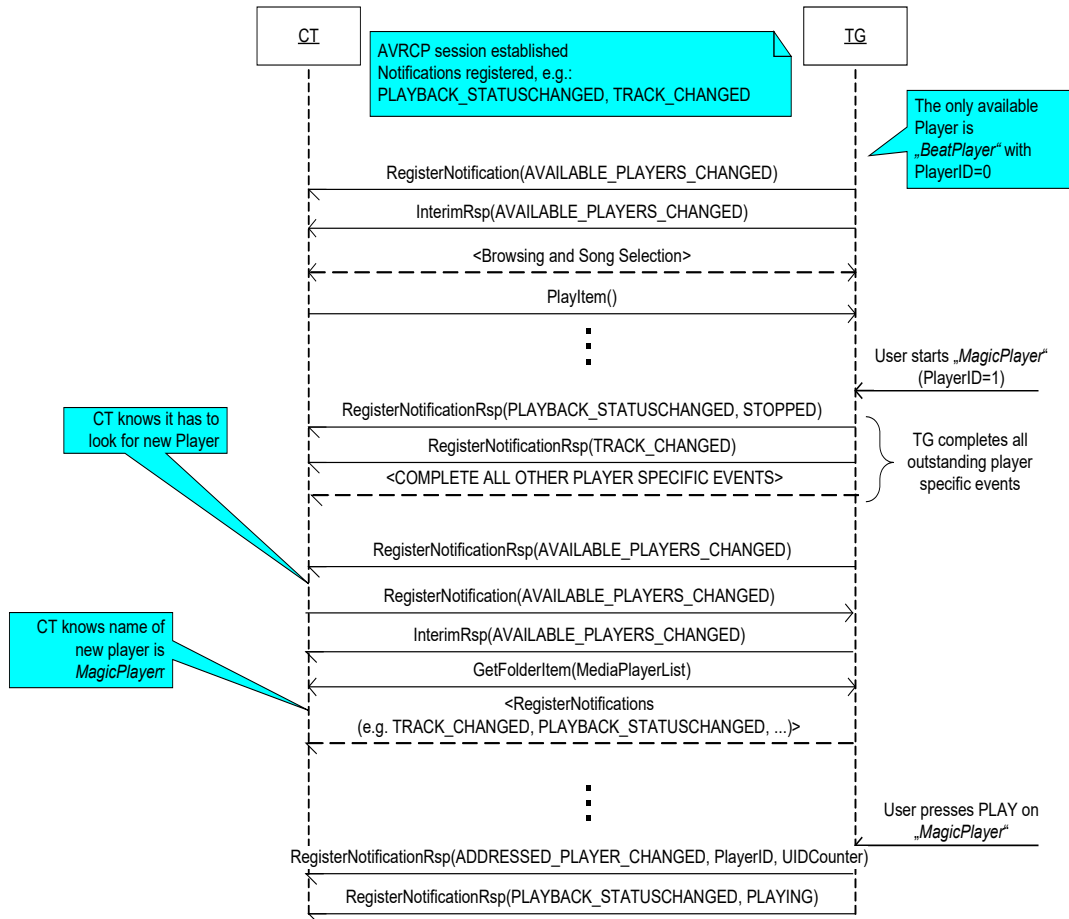 CT
TG
AVRCP session established
Notifications registered, e.g.:
PLAYBACK_STATUSCHANGED, TRACK_CHANGED
The only available
Player is
„BeatPlayer“ with
PlayerID=0
RegisterNotification(AVAILABLE_PLAYERS_CHANGED)
InterimRsp(AVAILABLE_PLAYERS_CHANGED)
<Browsing and Song Selection>
PlayItem()
User starts „MagicPlayer“
(PlayerID=1)
RegisterNotificationRsp(PLAYBACK_STATUSCHANGED, STOPPED)
CT knows it has to
look for new Player
RegisterNotificationRsp(TRACK_CHANGED)
<COMPLETE ALL OTHER PLAYER SPECIFIC EVENTS>
TG completes all
outstanding player
specific events
RegisterNotificationRsp(AVAILABLE_PLAYERS_CHANGED)
RegisterNotification(AVAILABLE_PLAYERS_CHANGED)
CT knows name of
new player is
MagicPlayerr
InterimRsp(AVAILABLE_PLAYERS_CHANGED)
GetFolderItem(MediaPlayerList)
<RegisterNotifications
(e.g. TRACK_CHANGED, PLAYBACK_STATUSCHANGED, ...)>
User presses PLAY on
„MagicPlayer“
RegisterNotificationRsp(ADDRESSED_PLAYER_CHANGED, PlayerID, UIDCounter)
RegisterNotificationRsp(PLAYBACK_STATUSCHANGED, PLAYING)